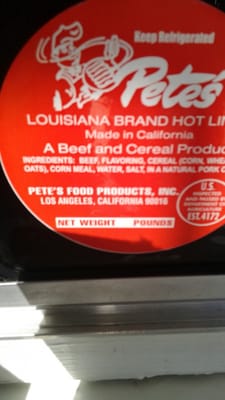 Keep Refrigerated
Pete's
LOUISIANA BRAND HOT LIN
Made in California
A Beef and Cereal Produc
INGREDIENTS: BEEF, FLAVORING, CEREAL (CORN, WHEA
OATS), CORN MEAL, WATER, SALT, IN A NATURAL PORK C
PETE'S FOOD PRODUCTS, INC.
LOS ANGELES, CALIFORNIA 90016
U.S.
INSPECTED
AND PASSED BY
DEPARTMENT OF
AGRICULTURE
EST.4172
NET WEIGHT POUNDS